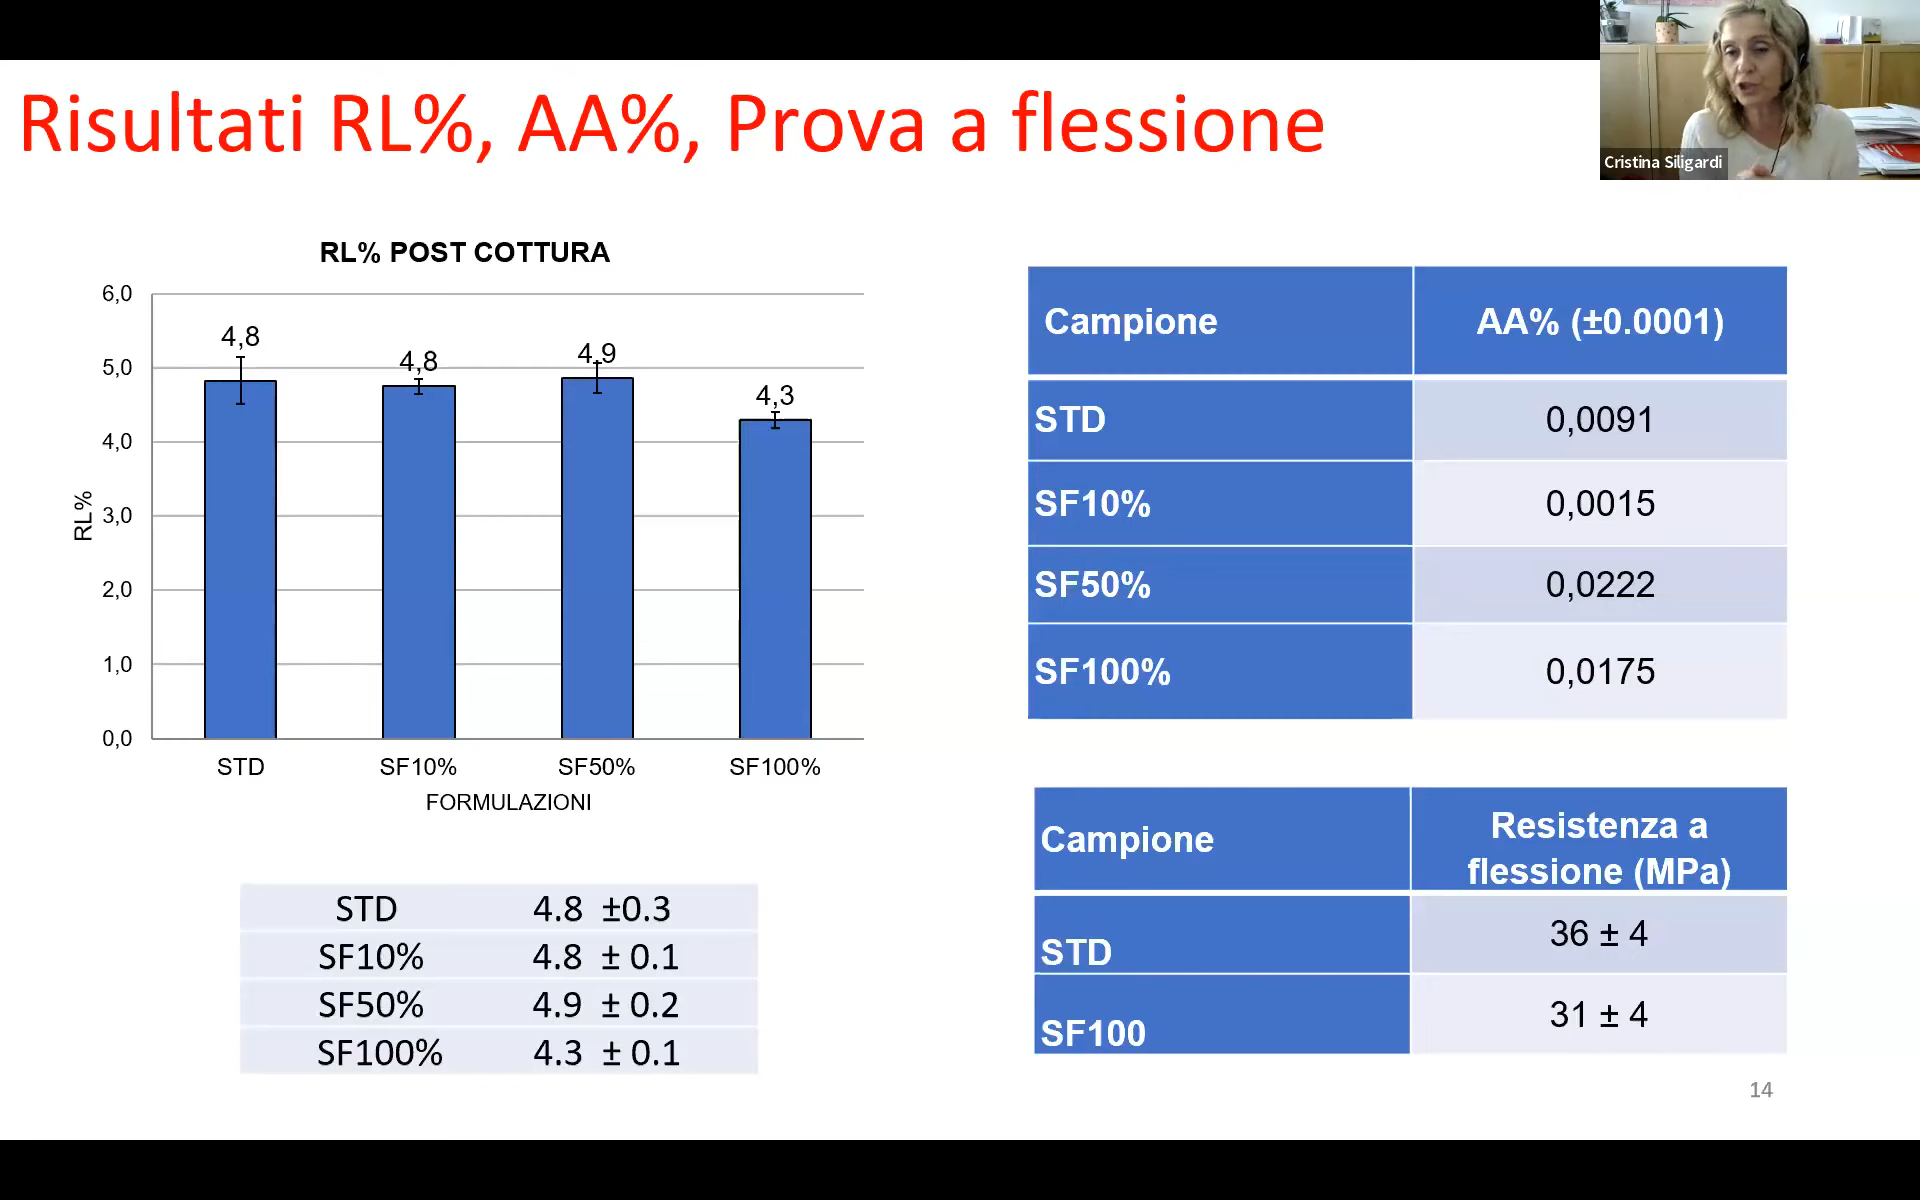 Risultati RL%, AA%, Prova a flessione
Cristina Siligardi
RL% POST COTTURA
6,0
5,0
4,0
3,0
2,0
1,0
0,0
RL%
4,8
4,8
4,9
4,3
STD SF10% SF50% SF100%
FORMULAZIONI
STD 4.8 ±0.3
SF10% 4.8 ± 0.1
SF50% 4.9 ± 0.2
SF100% 4.3 ± 0.1
Campione AA% (±0.0001)
STD 0,0091
SF10% 0,0015
SF50% 0,0222
SF100% 0,0175
Campione Resistenza a
flessione (MPa)
STD 36 ± 4
SF100 31 ± 4
14